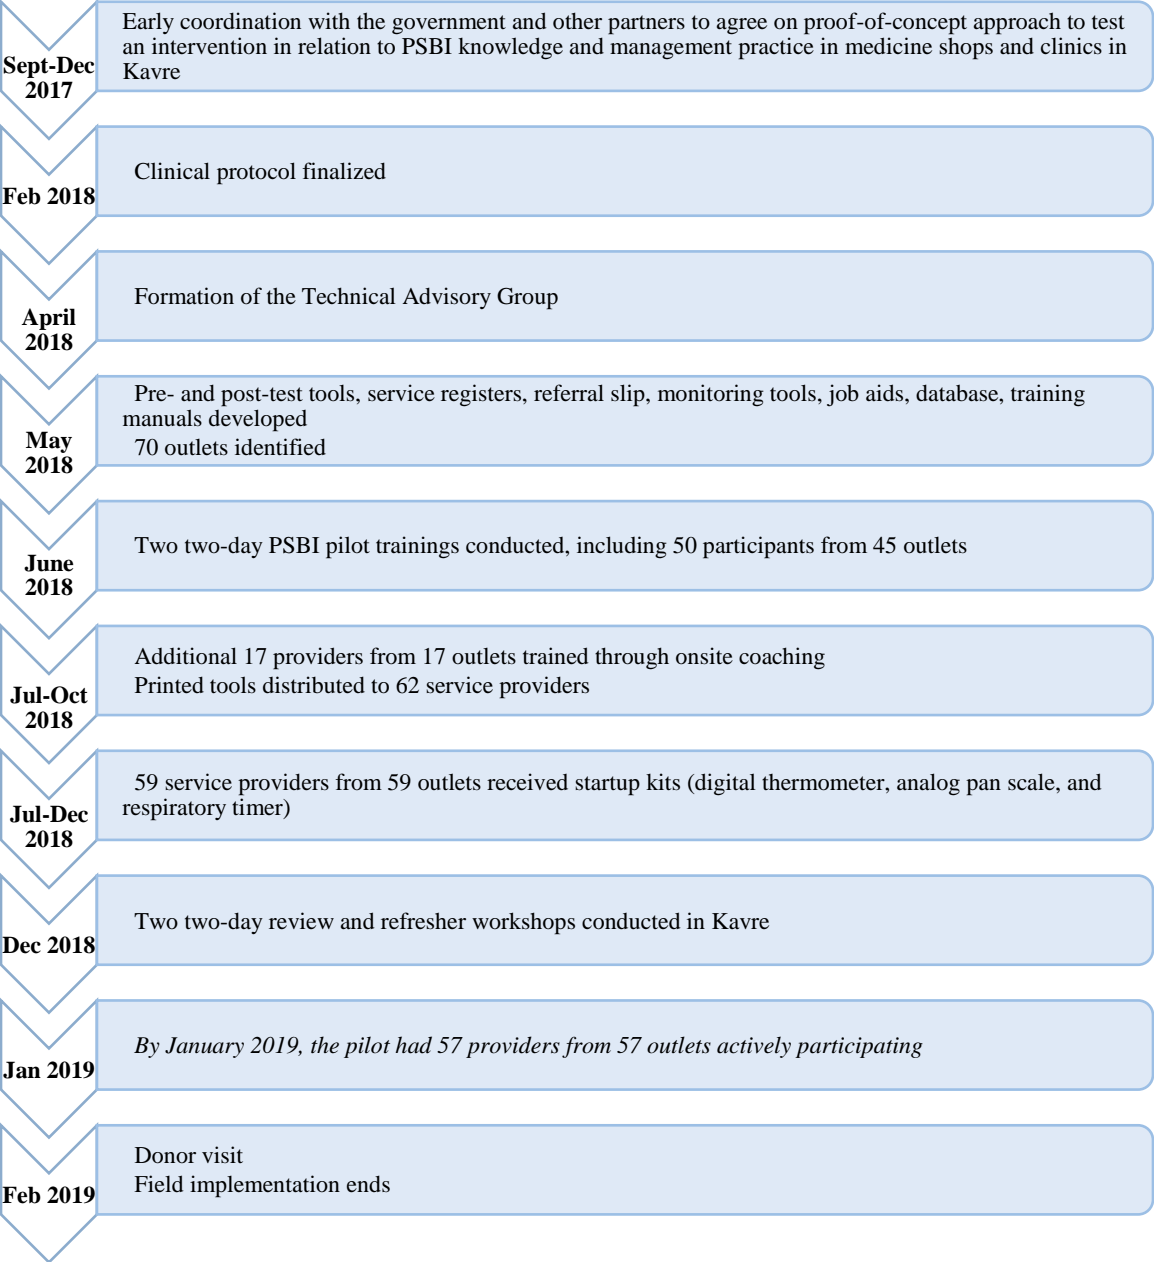 Sept-Dec
2017
Early coordination with the government and other partners to agree on proof-of-concept approach to test
an intervention in relation to PSBI knowledge and management practice in medicine shops and clinics in
Kavre
Feb 2018
Clinical protocol finalized
April
2018
Formation of the Technical Advisory Group
May
2018
Pre- and post-test tools, service registers, referral slip, monitoring tools, job aids, database, training
manuals developed
70 outlets identified
June
2018
Two two-day PSBI pilot trainings conducted, including 50 participants from 45 outlets
Jul-Oct
2018
Additional 17 providers from 17 outlets trained through onsite coaching
Printed tools distributed to 62 service providers
Jul-Dec
2018
59 service providers from 59 outlets received startup kits (digital thermometer, analog pan scale, and
respiratory timer)
Dec 2018
Two two-day review and refresher workshops conducted in Kavre
Jan 2019
By January 2019, the pilot had 57 providers from 57 outlets actively participating
Feb 2019
Donor visit
Field implementation ends